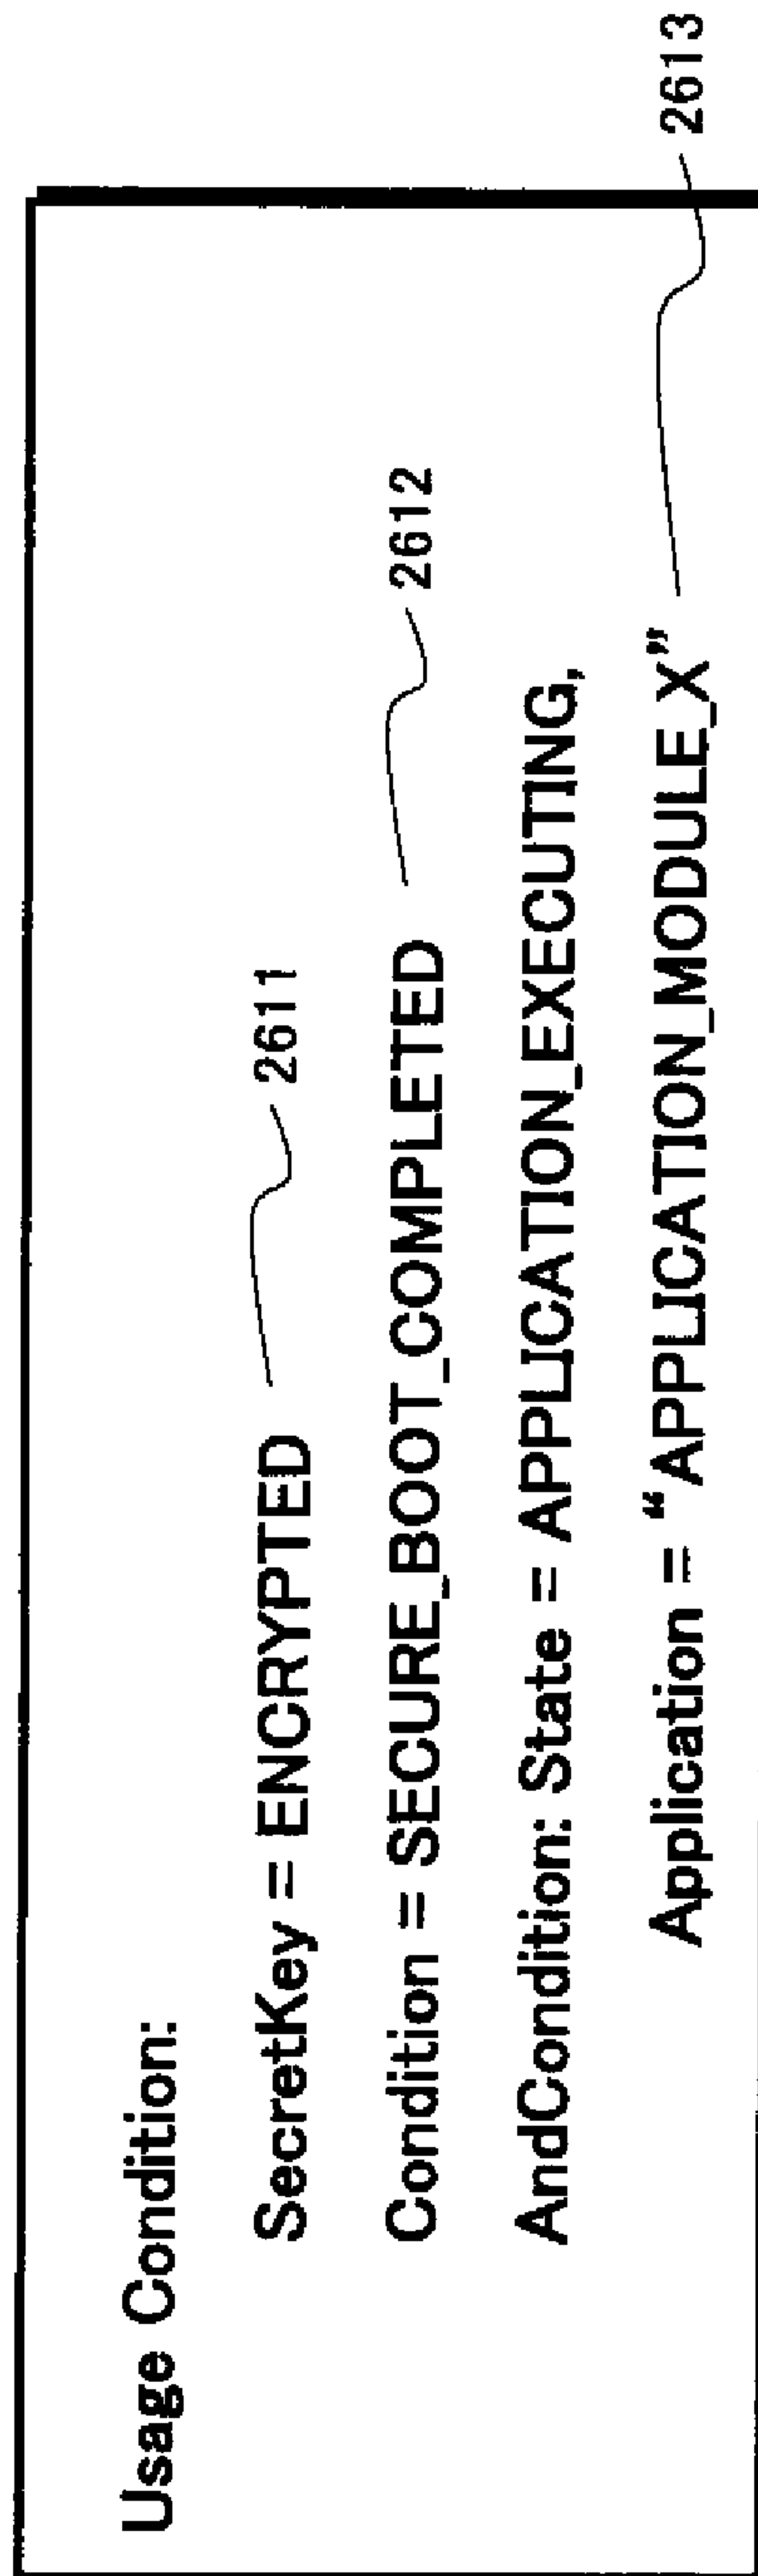 Usage Condition:
SecretKey = ENCRYPTED 2611
Condition = SECURE_BOOT_COMPLETED 2612
AndCondition: State = APPLICATION_EXECUTING,
Application = “APPLICATION_MODULE_X” 2613